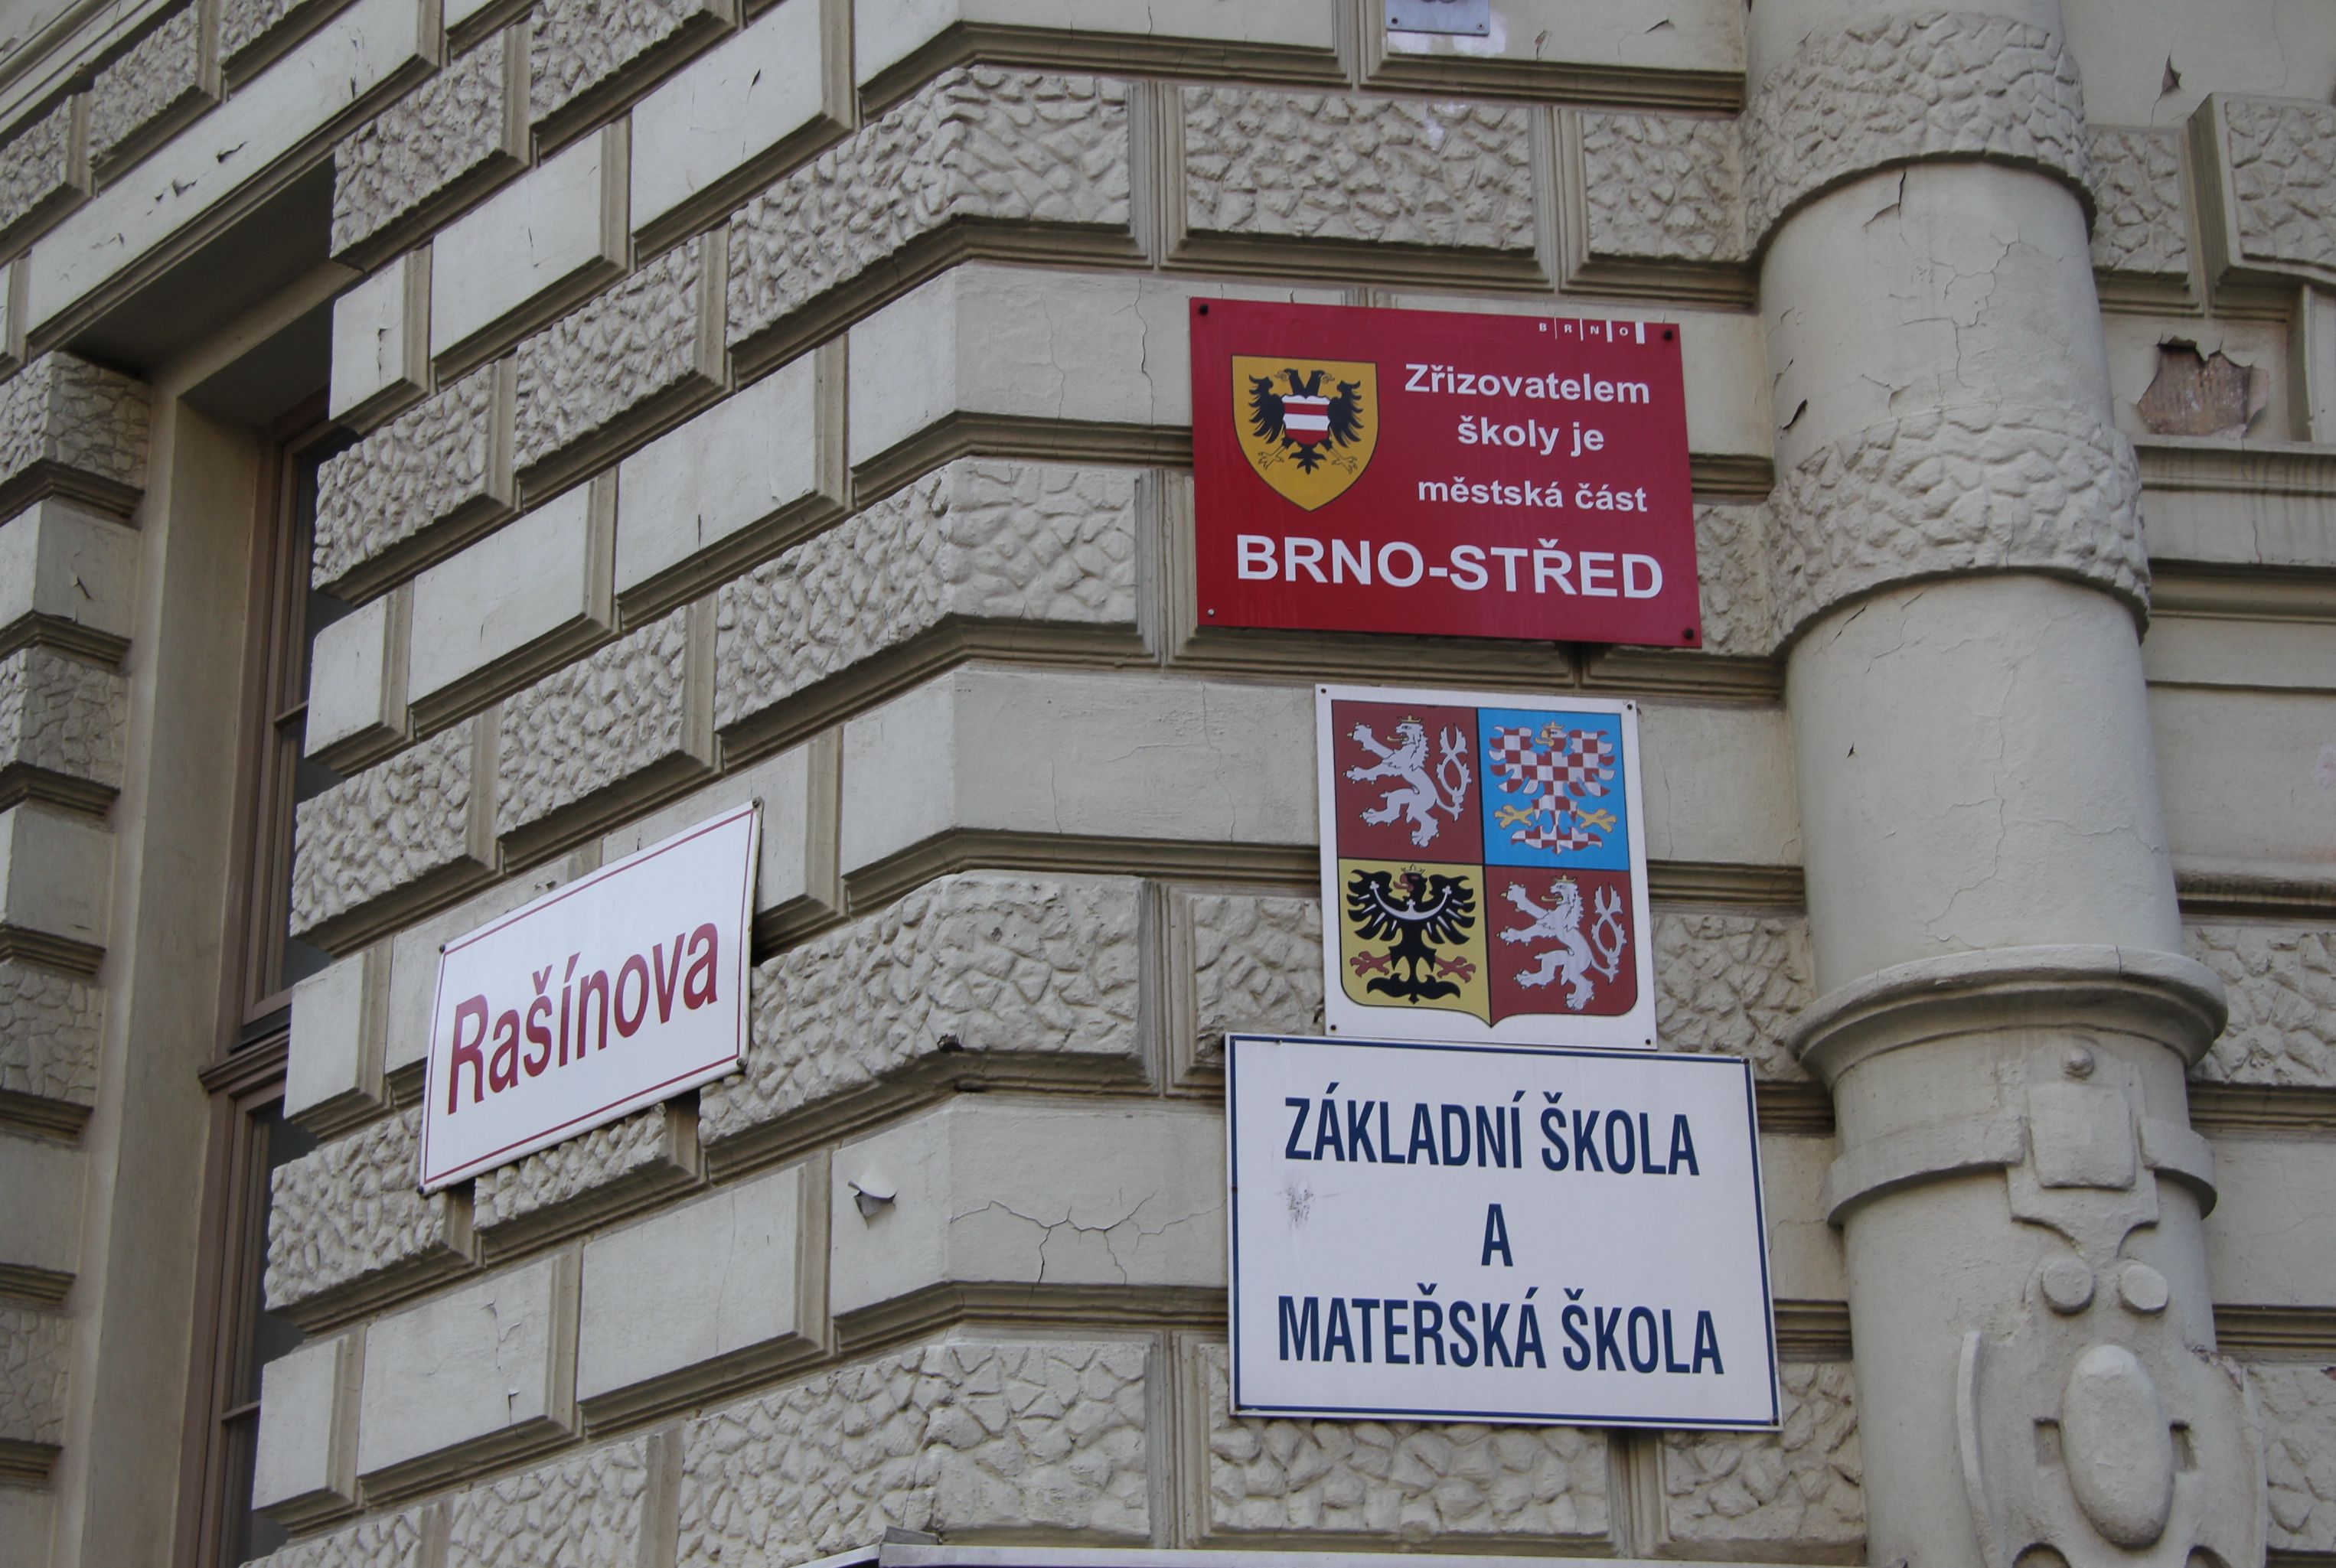 BRNO
Zřizovatelem
školy je
městská část
BRNO-STŘED
Rašínova
ZÁKLADNÍ ŠKOLA
A
MATEŘSKÁ ŠKOLA